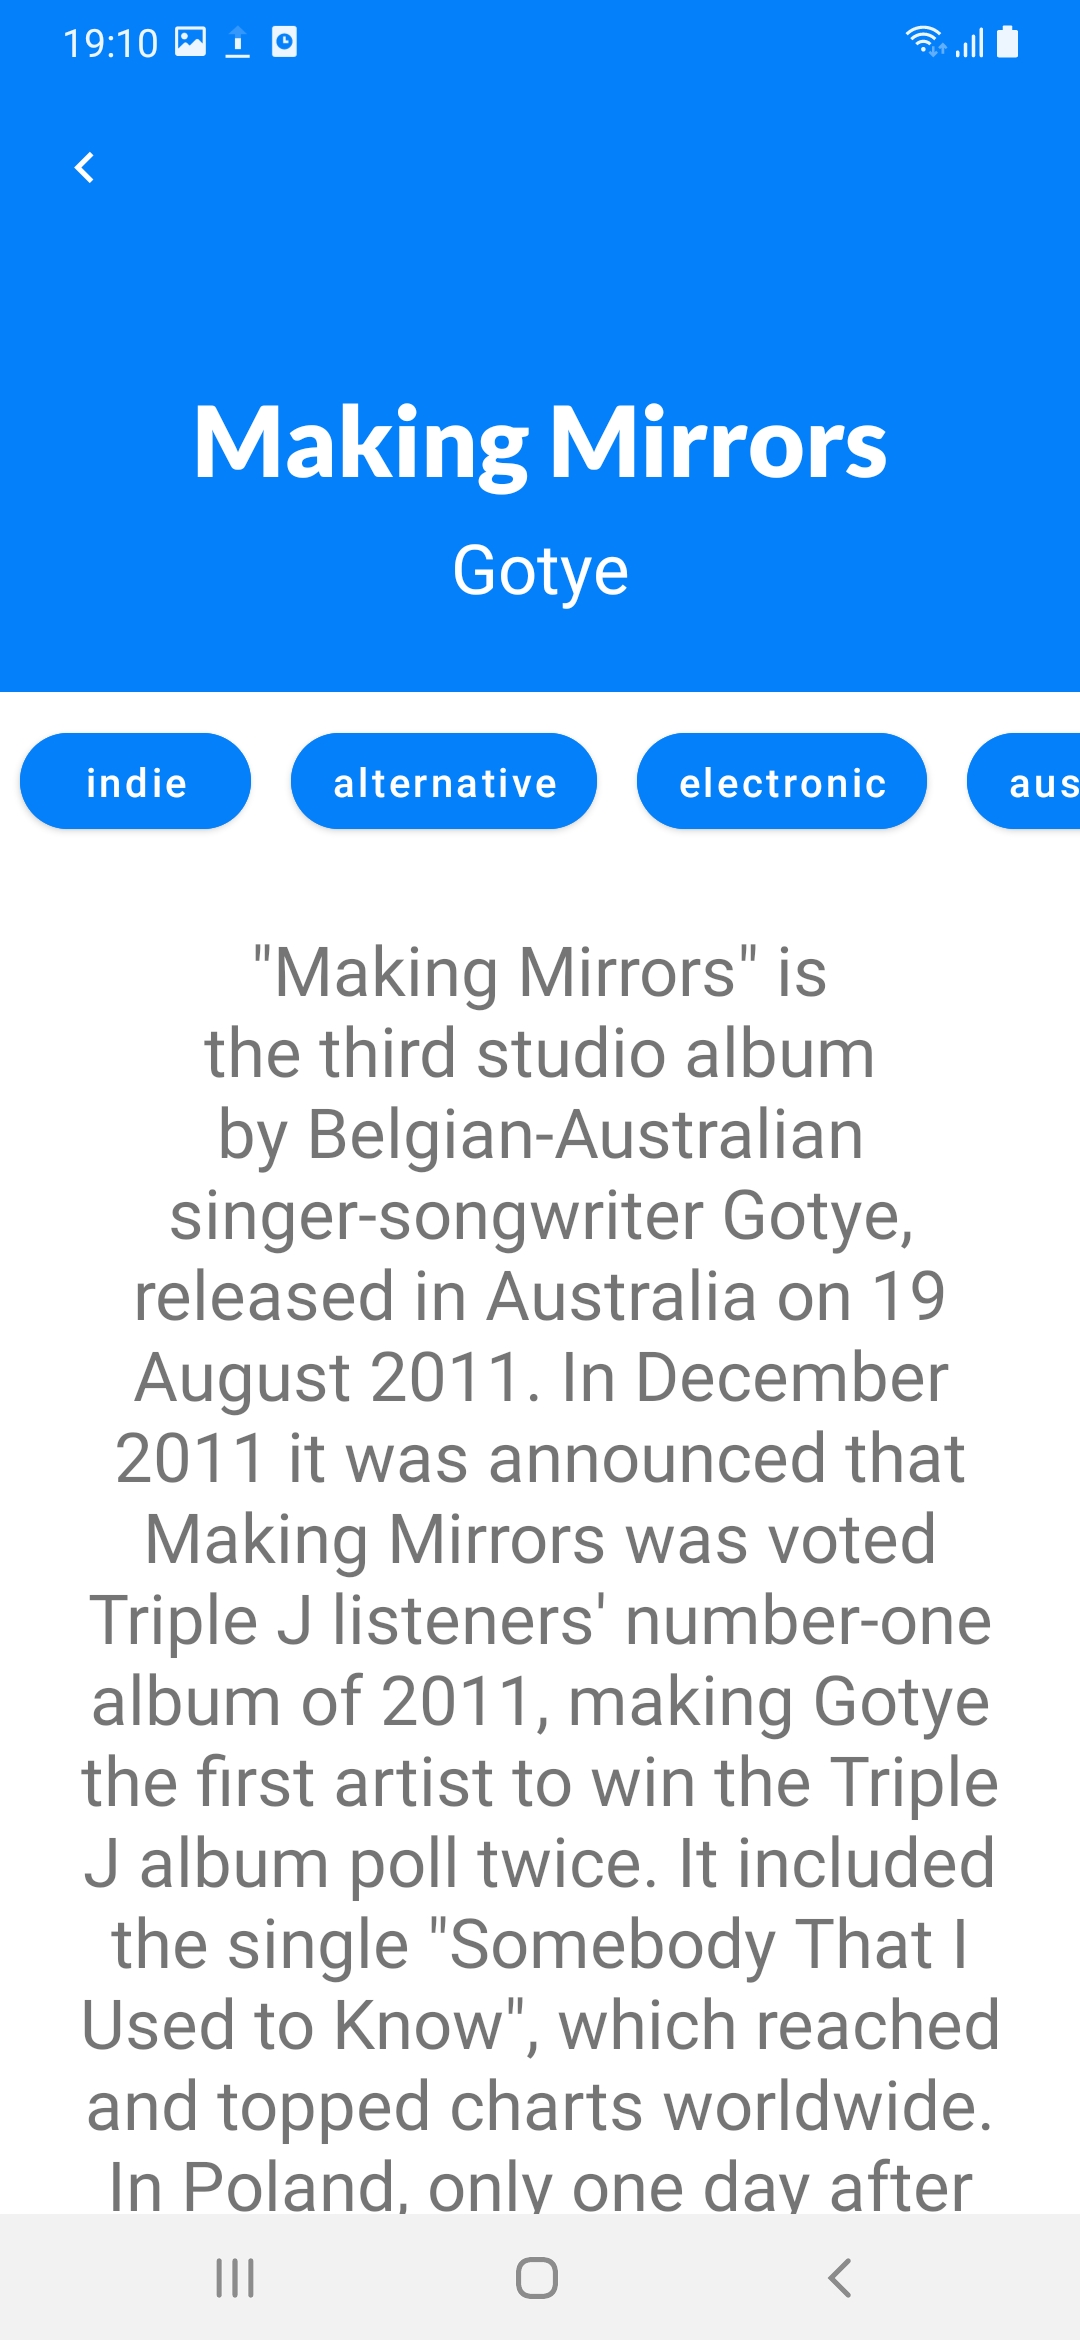 19:10
Making Mirrors
Gotye
indie
alternative
electronic
aus
"Making Mirrors" is
the third studio album
by Belgian-Australian
singer-songwriter Gotye,
released in Australia on 19
August 2011. In December
2011 it was announced that
Making Mirrors was voted
Triple J listeners' number-one
album of 2011, making Gotye
the first artist to win the Triple
J album poll twice. It included
the single "Somebody That I
Used to Know", which reached
and topped charts worldwide.
In Poland, only one day after